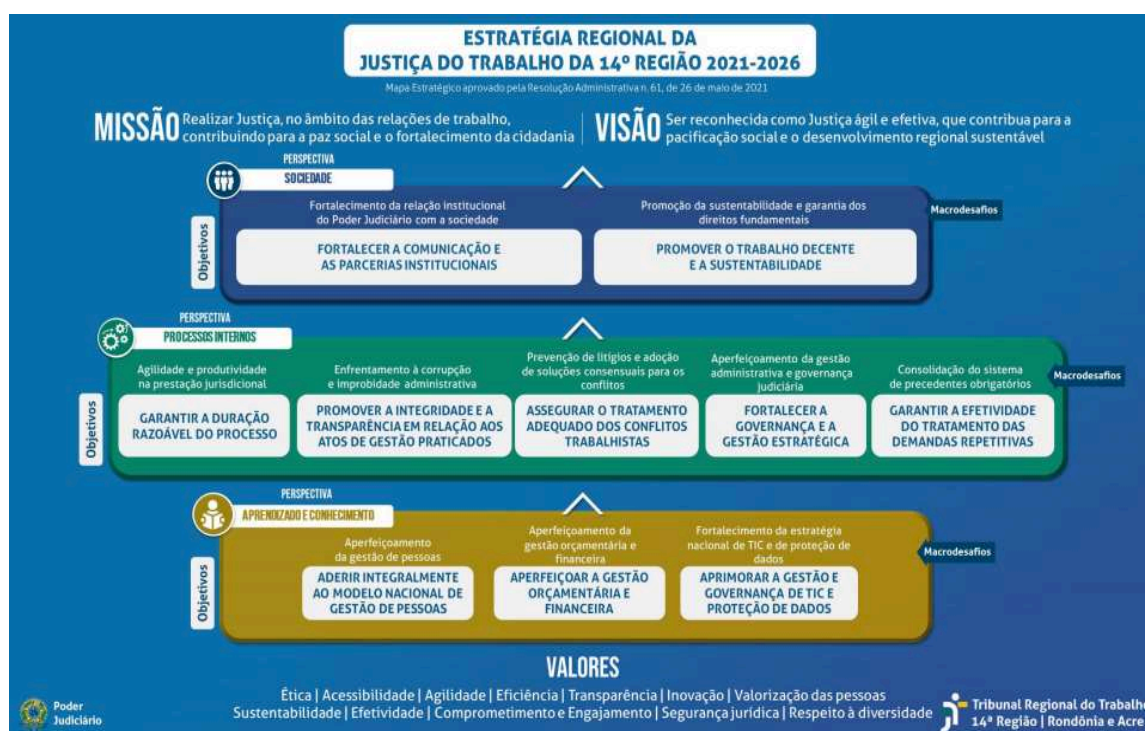 ESTRATÉGIA REGIONAL DA
JUSTIÇA DO TRABALHO DA 14º REGIÃO 2021-2026
Mapa Estratégico aprovado pela Resolução Administrativa n. 61, de 26 de maio de 2021
MISSÃO
Realizar Justiça, no âmbito das relações de trabalho,
contribuindo para a paz social e o fortalecimento da cidadania
VISÃO
Ser reconhecida como Justiça ágil e efetiva, que contribua para a
pacificação social e o desenvolvimento regional sustentável
PERSPECTIVA
SOCIEDADE
Macrodesafios
Objetivos
Fortalecimento da relação institucional
do Poder Judiciário com a sociedade
FORTALECER A COMUNICAÇÃO E
AS PARCERIAS INSTITUCIONAIS
Promoção da sustentabilidade e garantia dos
direitos fundamentais
PROMOVER O TRABALHO DECENTE
E A SUSTENTABILIDADE
PERSPECTIVA
PROCESSOS INTERNOS
Macrodesafios
Objetivos
Agilidade e produtividade
na prestação jurisdicional
GARANTIR A DURAÇÃO
RAZOÁVEL DO PROCESSO
Enfrentamento à corrupção
e improbidade administrativa
PROMOVER A INTEGRIDADE E A
TRANSPARÊNCIA EM RELAÇÃO AOS
ATOS DE GESTÃO PRATICADOS
Prevenção de litígios e adoção
de soluções consensuais para os
conflitos
ASSEGURAR O TRATAMENTO
ADEQUADO DOS CONFLITOS
TRABALHISTAS
Aperfeiçoamento da gestão
administrativa e governança
judiciária
FORTALECER A
GOVERNANÇA E A
GESTÃO ESTRATÉGICA
Consolidação do sistema
de precedentes obrigatórios
GARANTIR A EFETIVIDADE
DO TRATAMENTO DAS
DEMANDAS REPETITIVAS
PERSPECTIVA
APRENDIZADO E CONHECIMENTO
Macrodesafios
Objetivos
Aperfeiçoamento
da gestão de pessoas
ADERIR INTEGRALMENTE
AO MODELO NACIONAL DE
GESTÃO DE PESSOAS
Aperfeiçoamento da
gestão orçamentária e
financeira
APERFEIÇOAR A GESTÃO
ORÇAMENTÁRIA E
FINANCEIRA
Fortalecimento da estratégia
nacional de TIC e de proteção de
dados
APRIMORAR A GESTÃO E
GOVERNANÇA DE TIC E
PROTEÇÃO DE DADOS
VALORES
Ética | Acessibilidade | Agilidade | Eficiência | Transparência | Inovação | Valorização das pessoas
Sustentabilidade | Efetividade | Comprometimento e Engajamento | Segurança jurídica | Respeito à diversidade
Poder
Judiciário
Tribunal Regional do Trabalho
14ª Região | Rondônia e Acre